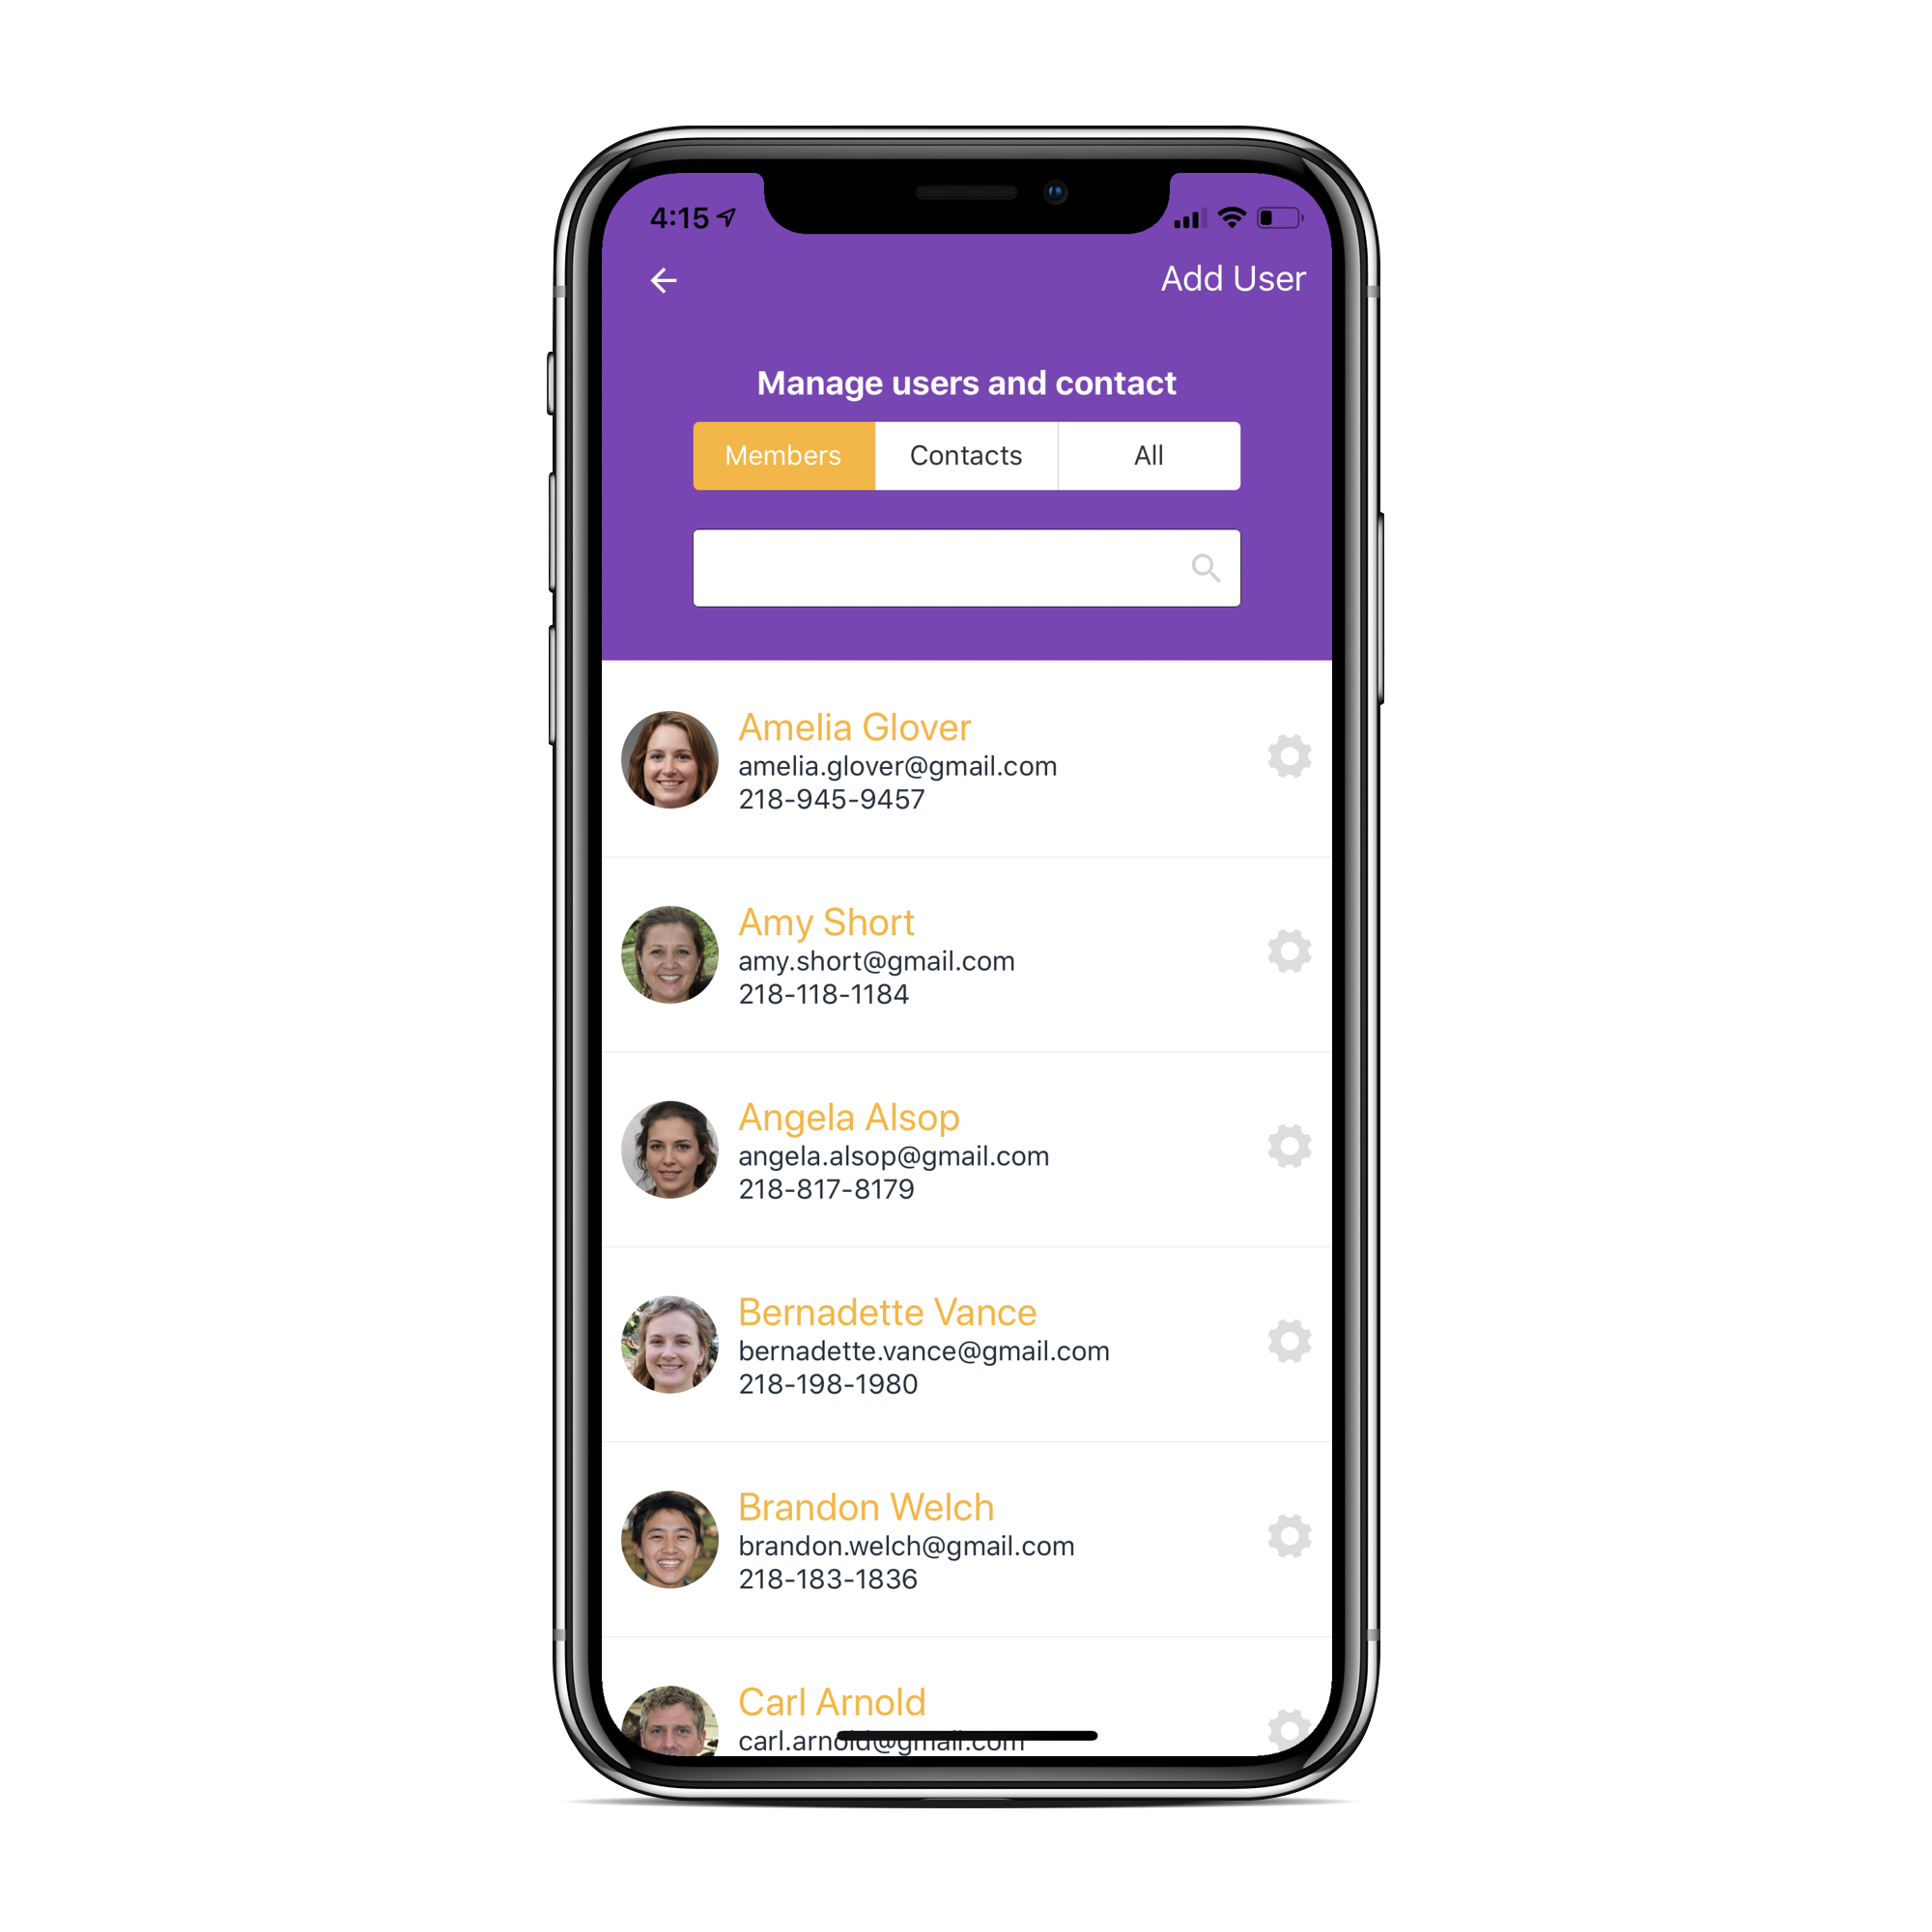 4:15
Add User
Manage users and contact
Members Contacts All
Amelia Glover
amelia.glover@gmail.com
218-945-9457
Amy Short
amy.short@gmail.com
218-118-1184
Angela Alsop
angela.alsop@gmail.com
218-817-8179
Bernadette Vance
bernadette.vance@gmail.com
218-198-1980
Brandon Welch
brandon.welch@gmail.com
218-183-1836
Carl Arnold
carl.arnold@gmail.com